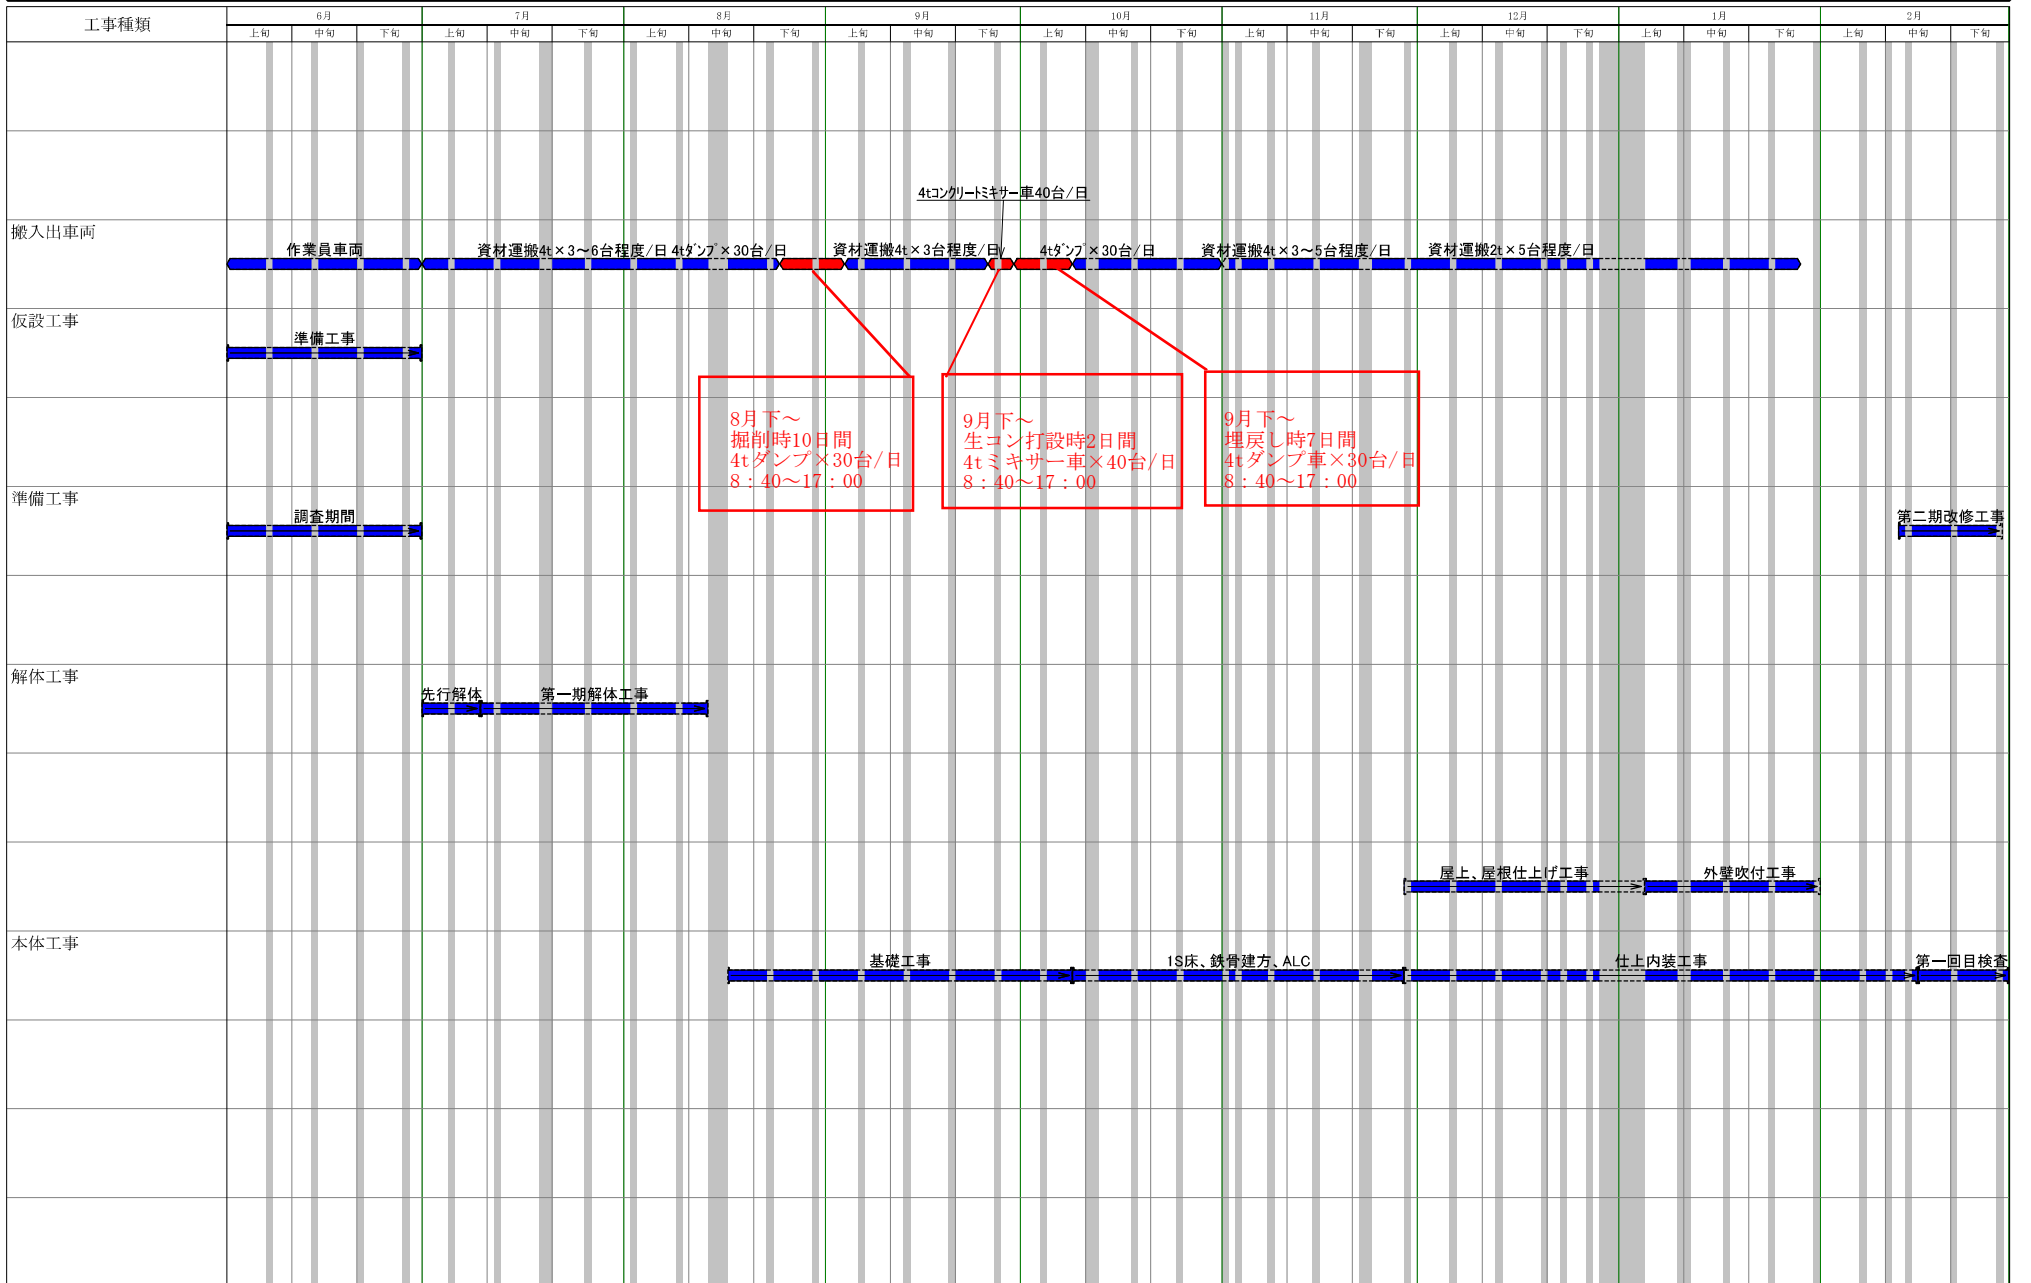 工事種類
6月 7月 8月 9月 10月 11月 12月 1月 2月
上旬 中旬 下旬 上旬 中旬 下旬 上旬 中旬 下旬 上旬 中旬 下旬 上旬 中旬 下旬 上旬 中旬 下旬 上旬 中旬 下旬 上旬 中旬 下旬 上旬 中旬 下旬
4tコンクリートミキサー車40台/日
搬入出車両
作業員車両 資材運搬4t×3～6台程度/日 4tダンプ×30台/日 資材運搬4t×3台程度/日 4tダンプ×30台/日 資材運搬4t×3～5台程度/日 資材運搬2t×5台程度/日
仮設工事
準備工事
8月下～
掘削時10日間
4tダンプ×30台/日
8：40～17：00
9月下～
生コン打設時2日間
4tミキサー車×40台/日
8：40～17：00
9月下～
埋戻し時7日間
4tダンプ車×30台/日
8：40～17：00
準備工事
調査期間 第二期改修工事
解体工事
先行解体 第一期解体工事
屋上、屋根仕上げ工事 外壁吹付工事
本体工事
基礎工事 1S床、鉄骨建方、ALC 仕上内装工事 第一回目検査